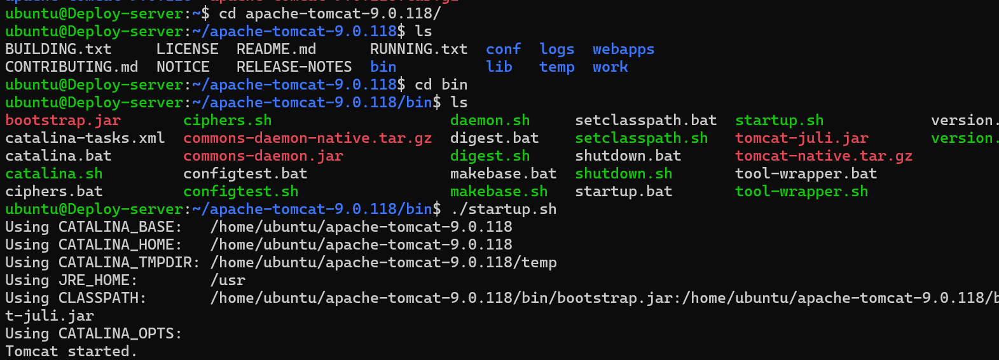 ubuntu@Deploy-server:~$ cd apache-tomcat-9.0.118/
ubuntu@Deploy-server:~/apache-tomcat-9.0.118$ ls
BUILDING.txt     LICENSE  README.md      RUNNING.txt  conf  logs  webapps
CONTRIBUTING.md  NOTICE   RELEASE-NOTES  bin          lib   temp  work
ubuntu@Deploy-server:~/apache-tomcat-9.0.118$ cd bin
ubuntu@Deploy-server:~/apache-tomcat-9.0.118/bin$ ls
bootstrap.jar       ciphers.sh                    daemon.sh     setclasspath.bat  startup.sh            version.
catalina-tasks.xml  commons-daemon-native.tar.gz  digest.bat    setclasspath.sh   tomcat-juli.jar       version.
catalina.bat        commons-daemon.jar            digest.sh     shutdown.bat      tomcat-native.tar.gz
catalina.sh         configtest.bat                makebase.bat  shutdown.sh       tool-wrapper.bat
ciphers.bat         configtest.sh                 makebase.sh   startup.bat       tool-wrapper.sh
ubuntu@Deploy-server:~/apache-tomcat-9.0.118/bin$ ./startup.sh
Using CATALINA_BASE:   /home/ubuntu/apache-tomcat-9.0.118
Using CATALINA_HOME:   /home/ubuntu/apache-tomcat-9.0.118
Using CATALINA_TMPDIR: /home/ubuntu/apache-tomcat-9.0.118/temp
Using JRE_HOME:        /usr
Using CLASSPATH:       /home/ubuntu/apache-tomcat-9.0.118/bin/bootstrap.jar:/home/ubuntu/apache-tomcat-9.0.118/b
t-juli.jar
Using CATALINA_OPTS:
Tomcat started.